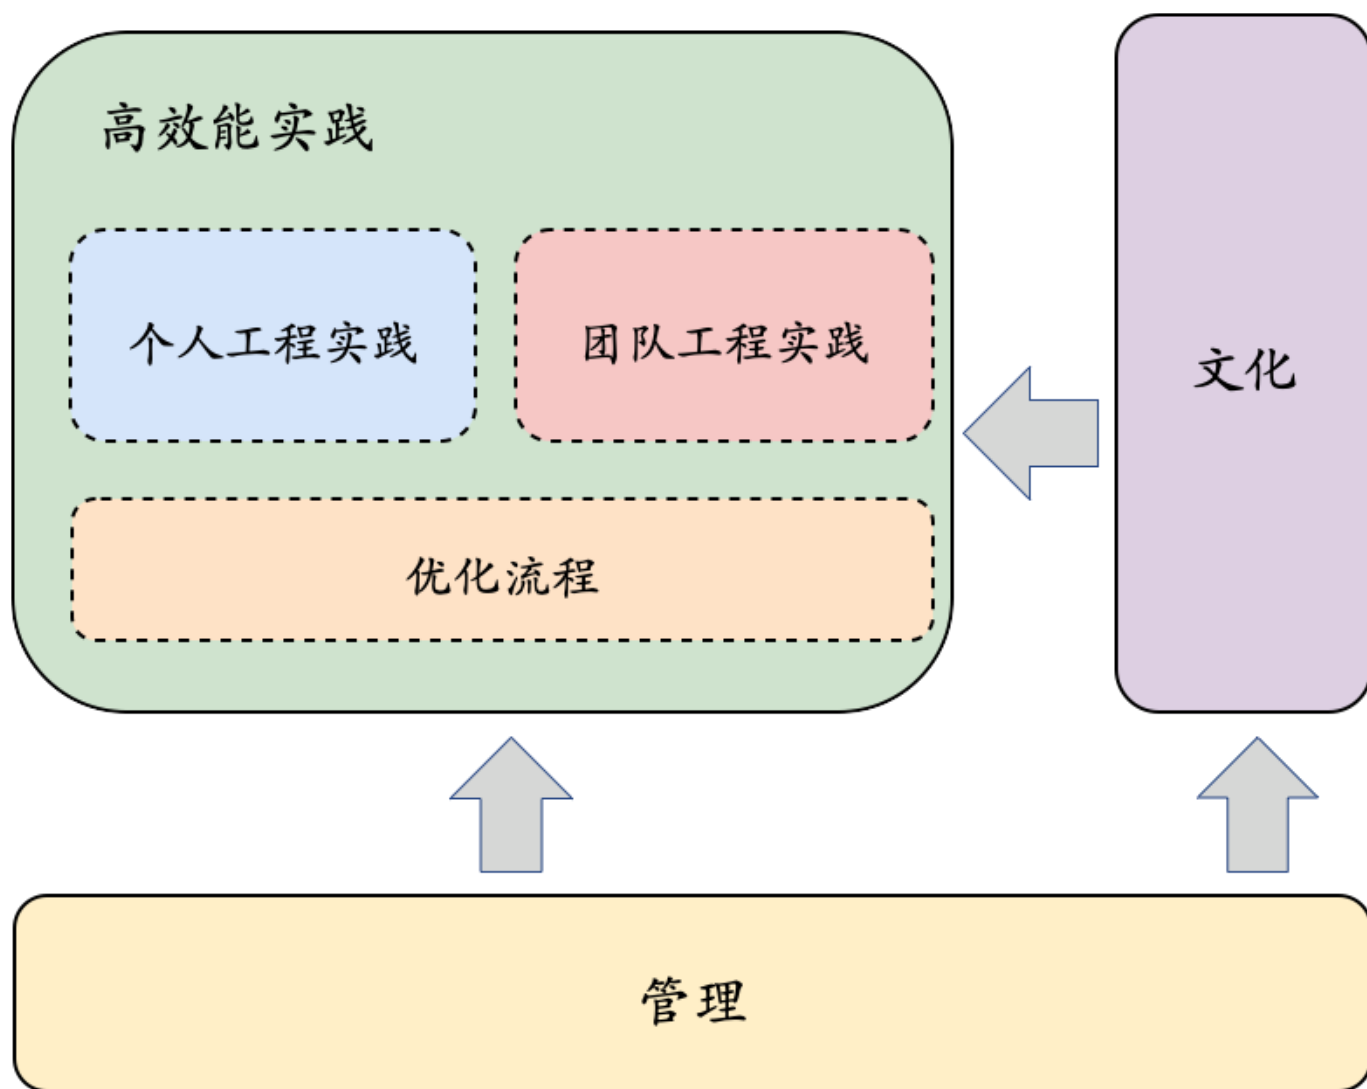 高效能实践
个人工程实践
团队工程实践
文化
优化流程
管理